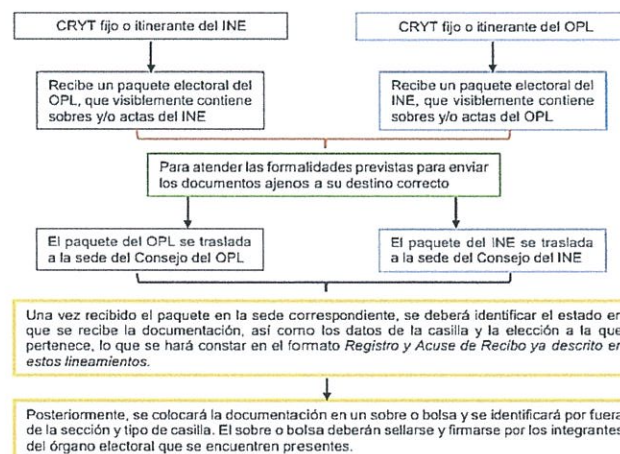 CRYT fijo o itinerante del INE
CRYT fijo o itinerante del OPL
Recibe un paquete electoral del
OPL, que visiblemente contiene
sobres y/o actas del INE
Recibe un paquete electoral del
INE, que visiblemente contiene
sobres y/o actas del OPL
Para atender las formalidades previstas para enviar
los documentos ajenos a su destino correcto
El paquete del OPL se traslada
a la sede del Consejo del OPL
El paquete del INE se traslada
a la sede del Consejo del INE
Una vez recibido el paquete en la sede correspondiente, se deberá identificar el estado en
que se recibe la documentación, así como los datos de la casilla y la elección a la que
pertenece, lo que se hará constar en el formato Registro y Acuse de Recibo ya descrito en
estos lineamientos.
Posteriormente, se colocará la documentación en un sobre o bolsa y se identificará por fuera
de la sección y tipo de casilla. El sobre o bolsa deberán sellarse y firmarse por los integrantes
del órgano electoral que se encuentren presentes.